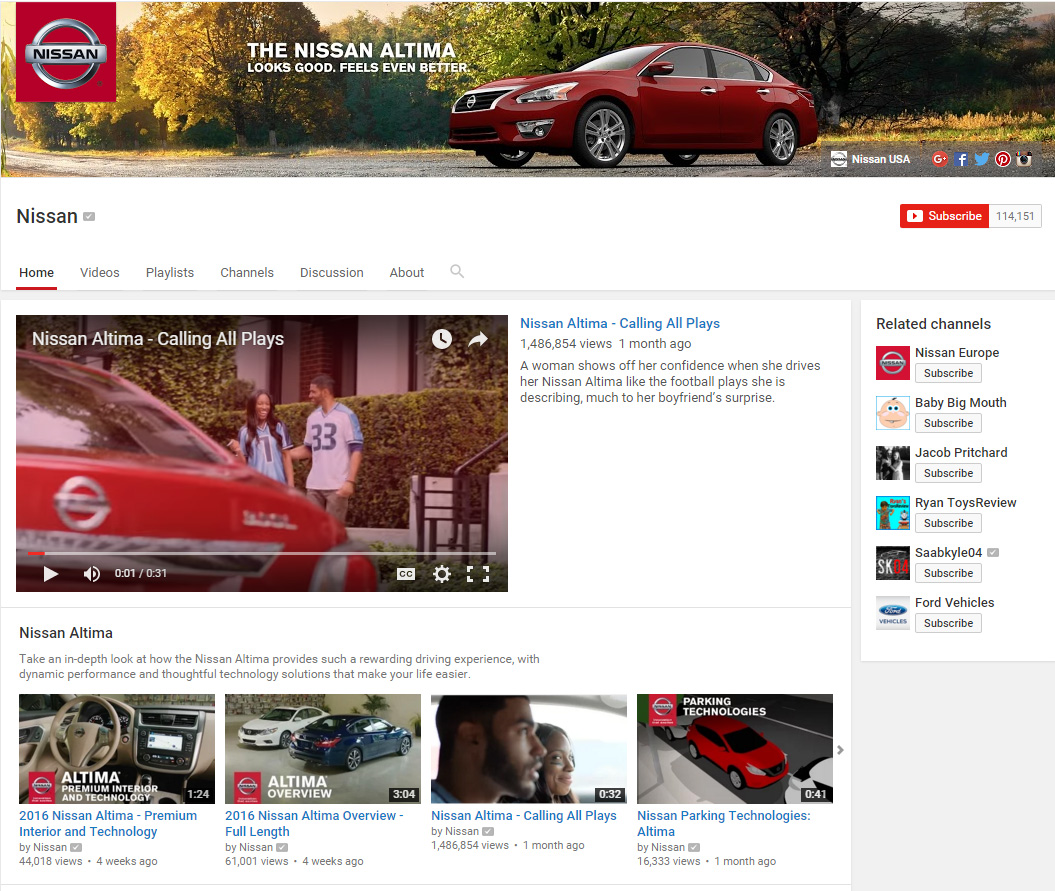 NISSAN
THE NISSAN ALTIMA
LOOKS GOOD. FEELS EVEN BETTER.
Nissan USA
Nissan
Subscribe 114,151
Home Videos Playlists Channels Discussion About
Nissan Altima - Calling All Plays
33
1
0:01 / 0:31
CC
Nissan Altima - Calling All Plays
1,486,854 views 1 month ago
A woman shows off her confidence when she drives
her Nissan Altima like the football plays she is
describing, much to her boyfriend's surprise.
Related channels
Nissan Europe
Subscribe
Baby Big Mouth
Subscribe
Jacob Pritchard
Subscribe
Ryan ToysReview
Subscribe
SK04
Saabkyle04
Subscribe
Ford
VEHICLES
Ford Vehicles
Subscribe
Nissan Altima
Take an in-depth look at how the Nissan Altima provides such a rewarding driving experience, with
dynamic performance and thoughtful technology solutions that make your life easier.
ALTIMA
PREMIUM INTERIOR
AND TECHNOLOGY
1:24
2016 Nissan Altima - Premium
Interior and Technology
by Nissan
44,018 views • 4 weeks ago
ALTIMA
OVERVIEW
3:04
2016 Nissan Altima Overview -
Full Length
by Nissan
61,001 views • 4 weeks ago
0:32
Nissan Altima - Calling All Plays
by Nissan
1,486,854 views • 1 month ago
PARKING
TECHNOLOGIES
0:41
Nissan Parking Technologies:
Altima
by Nissan
16,333 views • 1 month ago